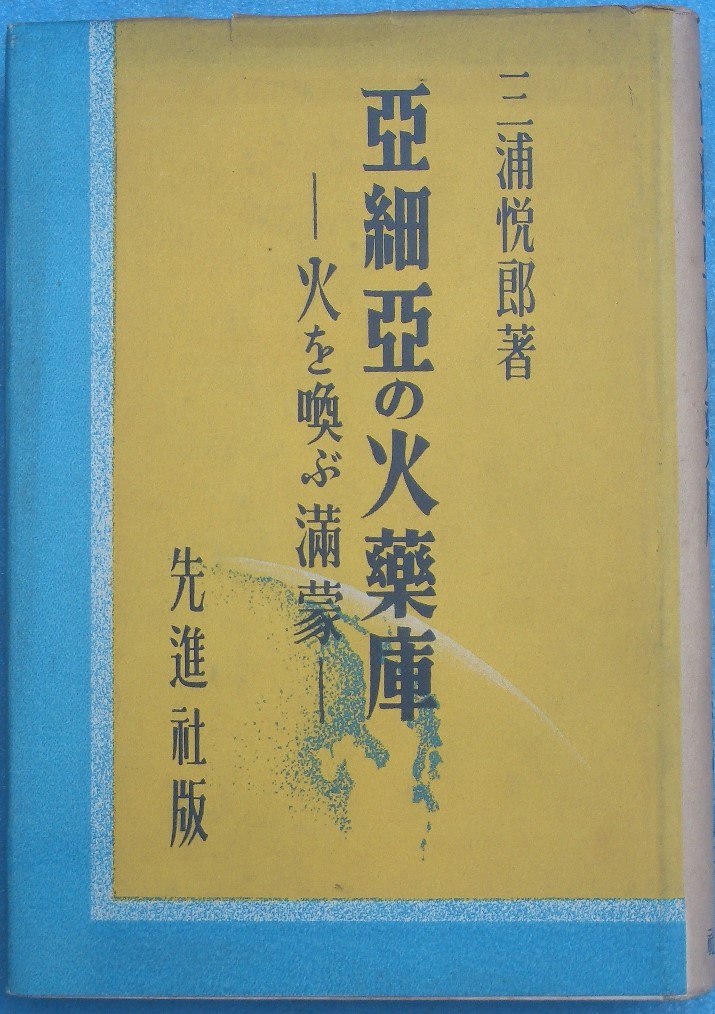 三浦悦郎著
亞細亞の火藥庫
―火を喚ぶ滿蒙―
先進社版